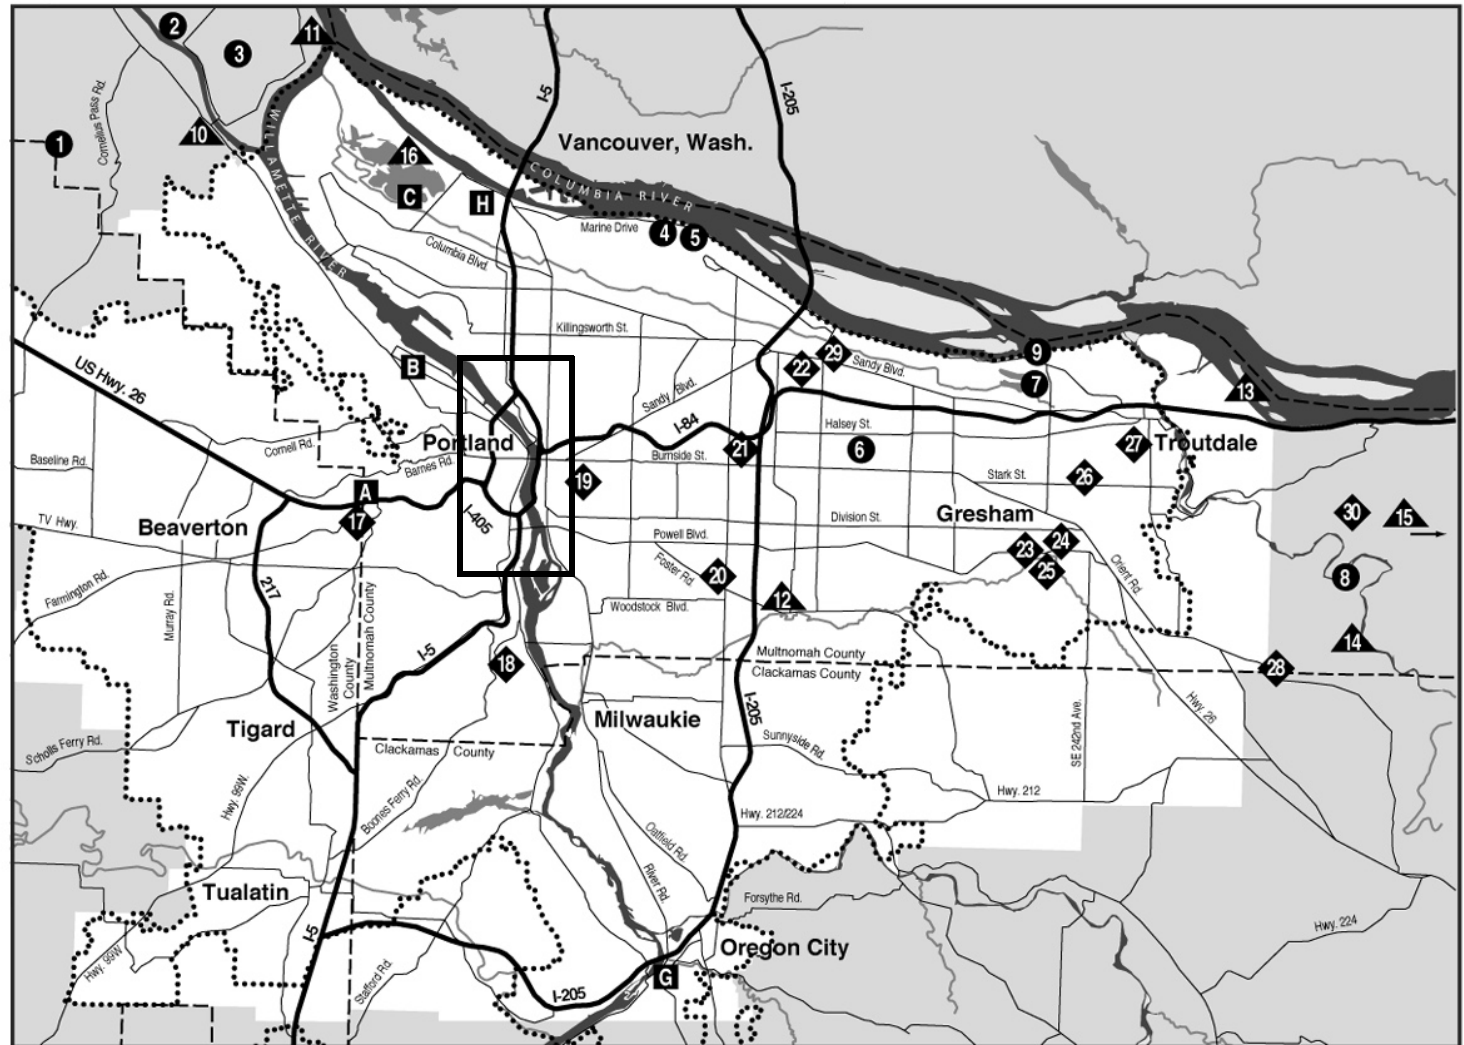 2
3
11
I-5
I-205
Cornelius Pass Rd.
1
10
WILLAMETTE RIVER
16
Vancouver, Wash.
COLUMBIA RIVER
C
H
Marine Drive
4
5
Columbia Blvd.
Killingsworth St.
US Hwy. 26
B
22
29
Sandy Blvd.
9
7
13
Sandy Blvd.
I-84
Halsey St.
Portland
Cornell Rd.
Baseline Rd.
Barnes Rd.
21
Burnside St.
6
27
Troutdale
19
Stark St.
26
A
17
Beaverton
TV Hwy.
I-405
Division St.
Gresham
30
15
Powell Blvd.
23
24
25
Foster Rd.
20
12
Orient Rd.
8
Farmington Rd.
217
Murray Rd.
Washington
County
Multnomah County
Woodstock Blvd.
14
I-5
18
Multnomah County
Clackamas County
28
Hwy. 26
I-205
Tigard
Milwaukie
Scholls Ferry Rd.
Clackamas County
Sunnyside Rd.
SE 242nd Ave.
Hwy. 99W.
Boones Ferry Rd.
Hwy. 212
Hwy. 212/224
Oatfield Rd.
River Rd.
Tualatin
Forsythe Rd.
Hwy. 224
I-5
Oregon City
Hwy. 99W
Stafford Rd.
G
I-205